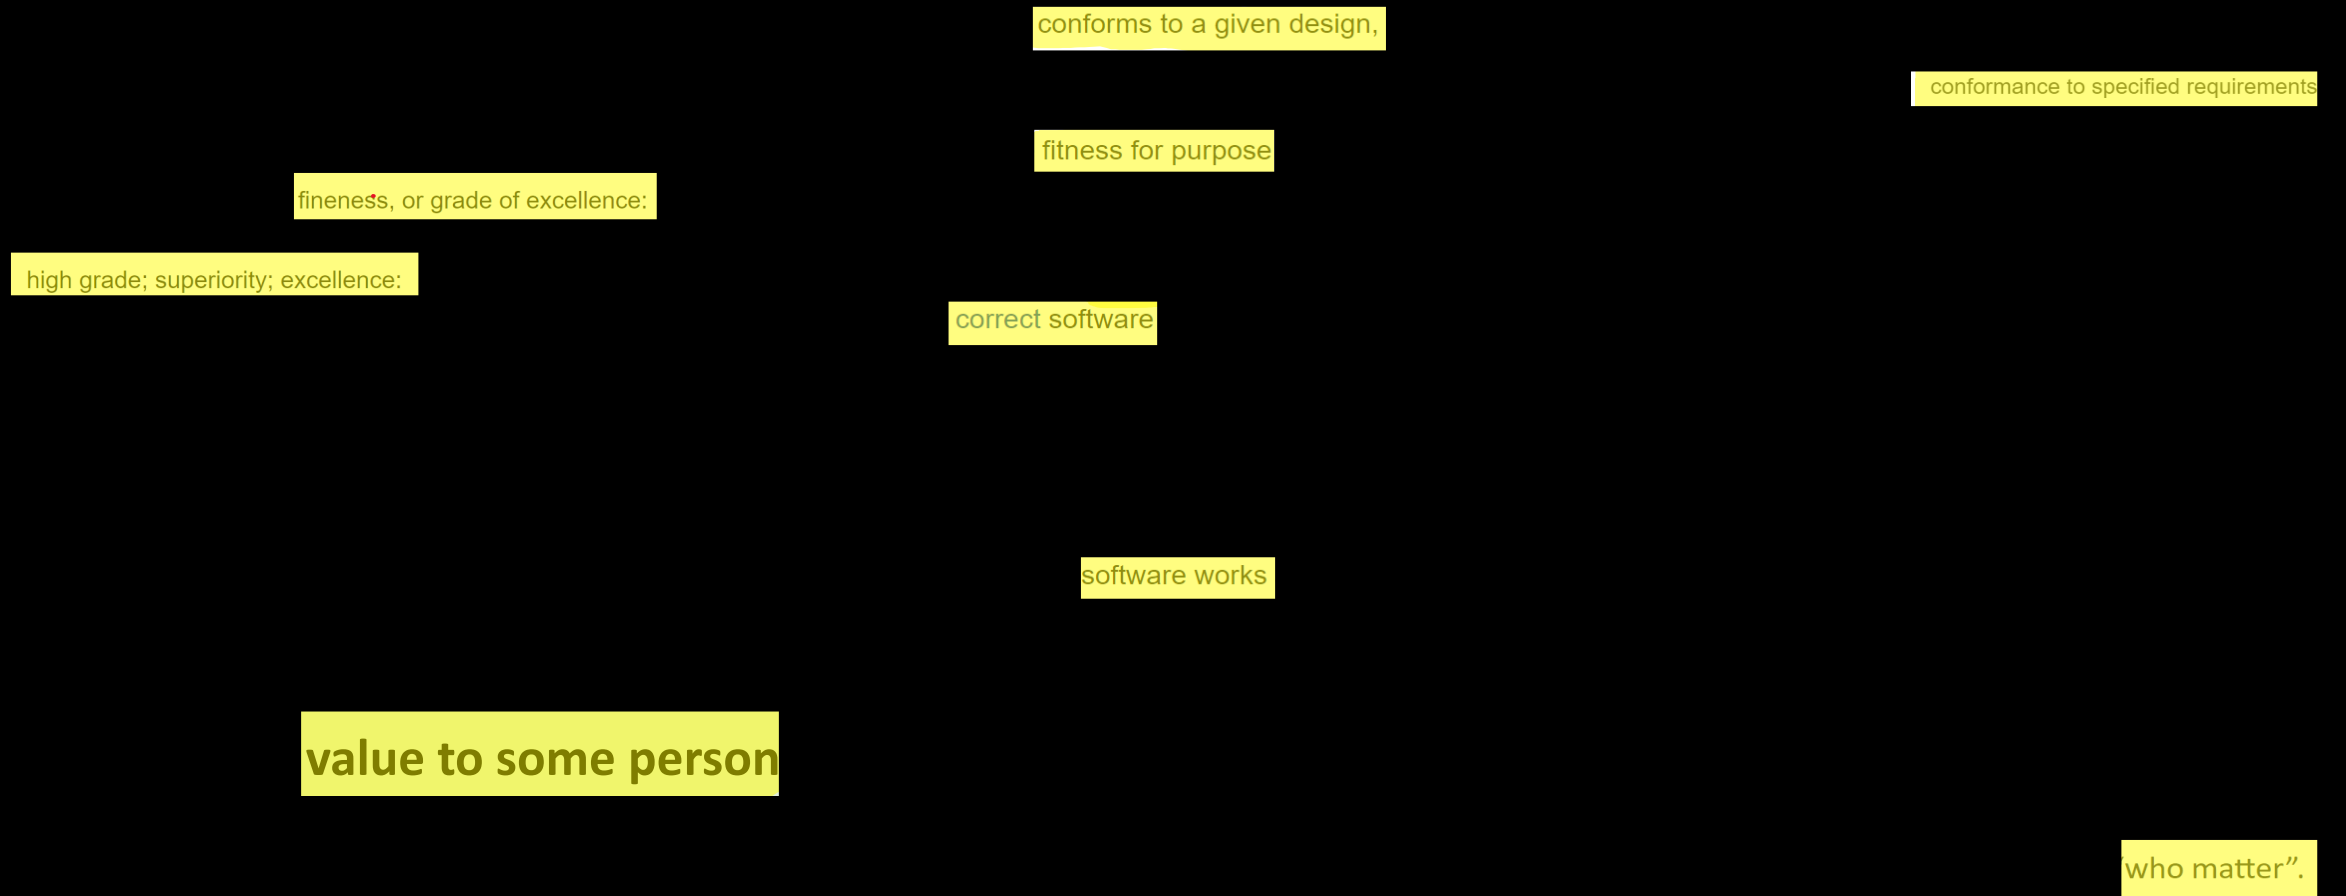 conforms to a given design,
conformance to specified requirements
fitness for purpose
fineness, or grade of excellence:
high grade; superiority; excellence:
correct software
software works
value to some person
“who matter”.